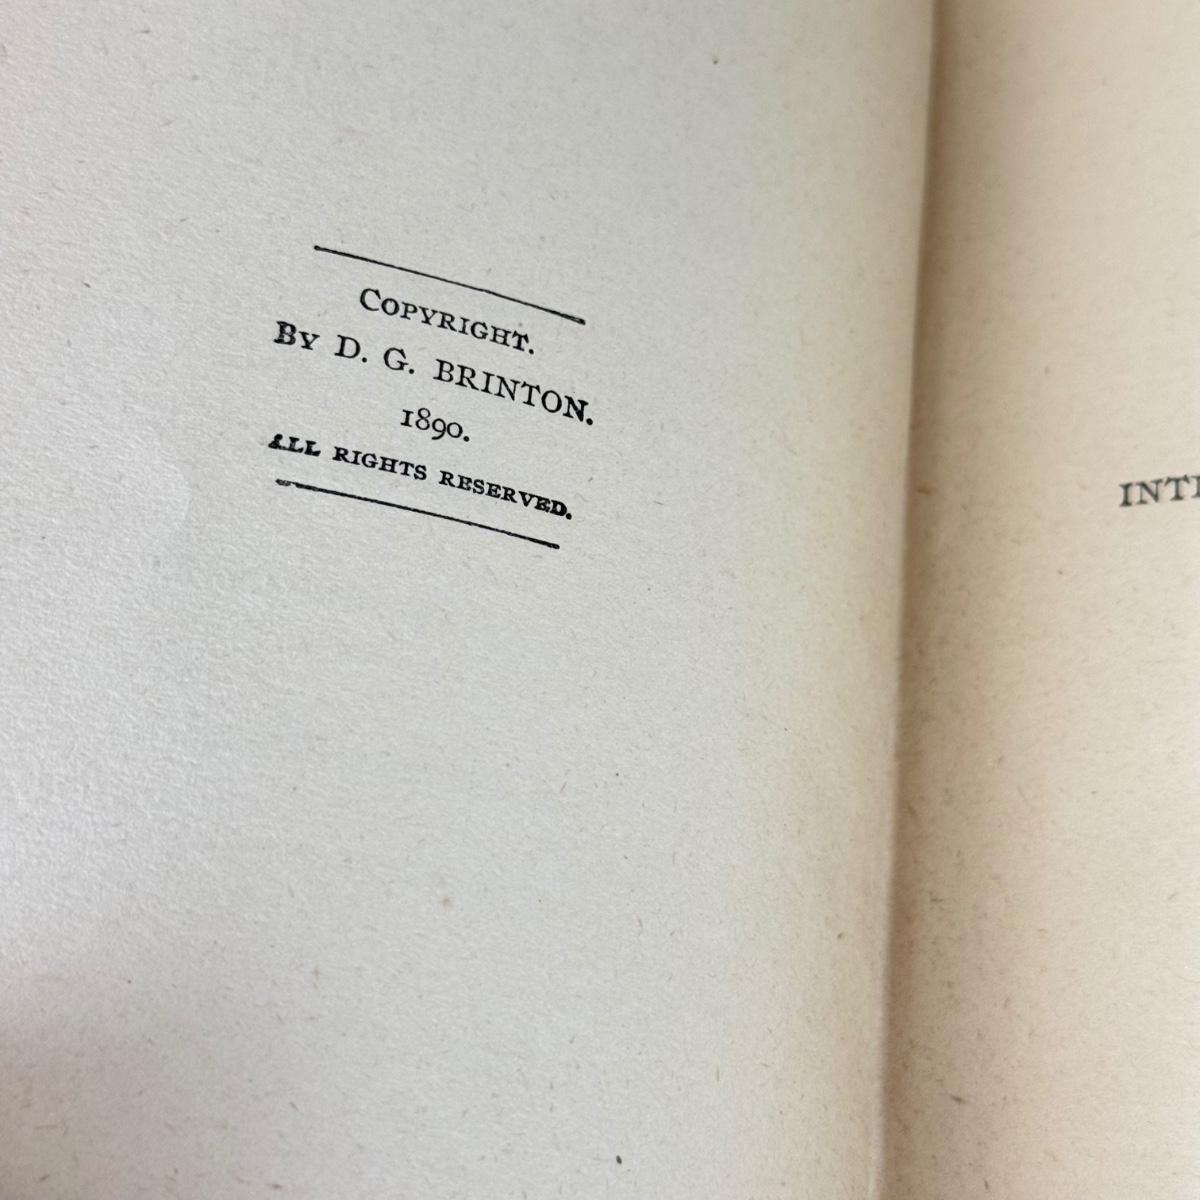 COPYRIGHT.
BY D. G. BRINTON.
1890.
ALL RIGHTS RESERVED.